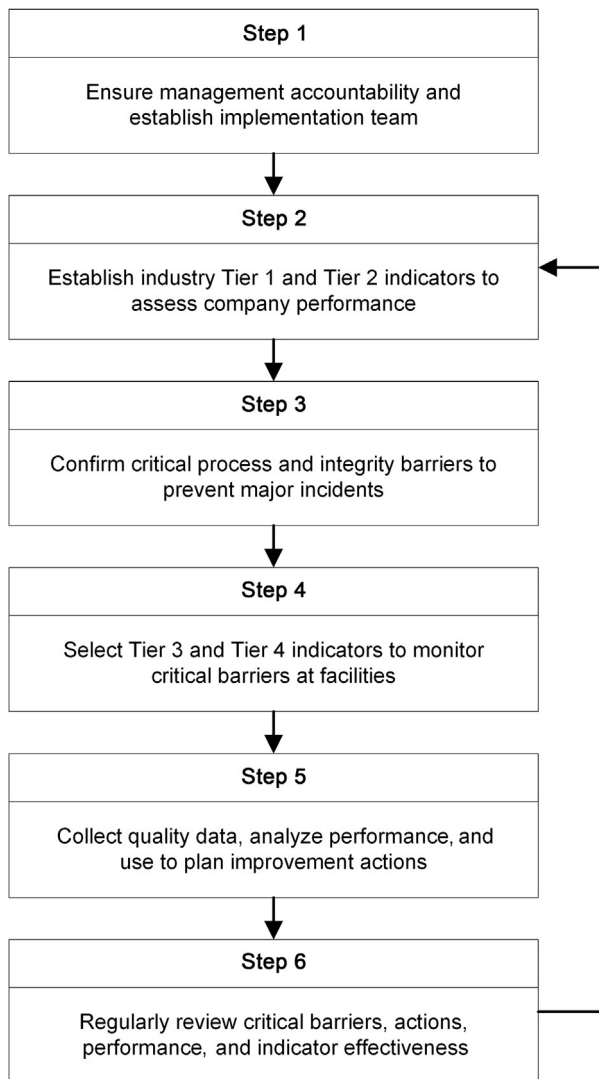 Step 1
Ensure management accountability and
establish implementation team
Step 2
Establish industry Tier 1 and Tier 2 indicators to
assess company performance
Step 3
Confirm critical process and integrity barriers to
prevent major incidents
Step 4
Select Tier 3 and Tier 4 indicators to monitor
critical barriers at facilities
Step 5
Collect quality data, analyze performance, and
use to plan improvement actions
Step 6
Regularly review critical barriers, actions,
performance, and indicator effectiveness